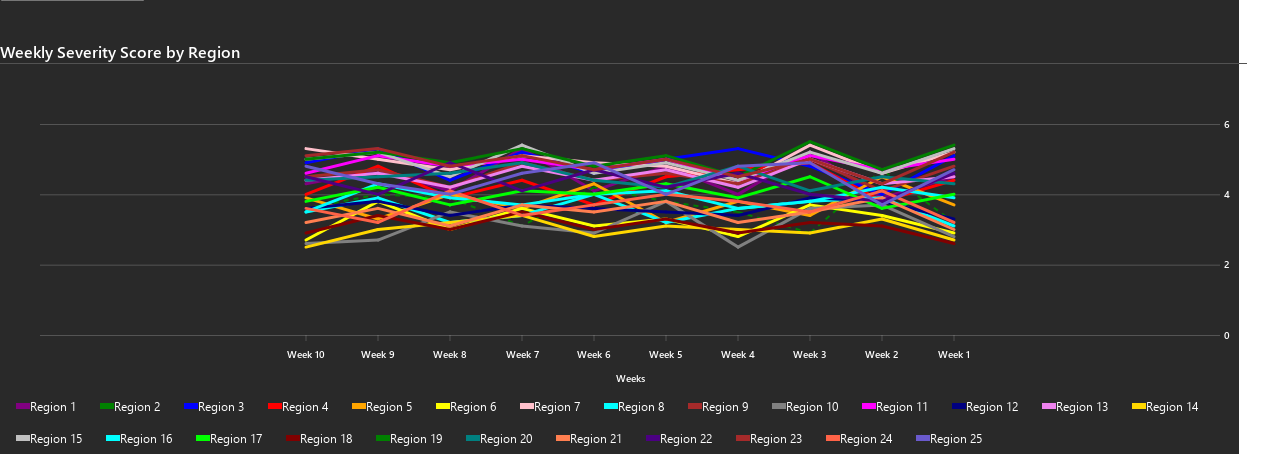 Weekly Severity Score by Region
6
4
2
0
Week 10 Week 9 Week 8 Week 7 Week 6 Week 5 Week 4 Week 3 Week 2 Week 1
Weeks
Region 1 Region 2 Region 3 Region 4 Region 5 Region 6 Region 7 Region 8 Region 9 Region 10 Region 11 Region 12 Region 13 Region 14
Region 15 Region 16 Region 17 Region 18 Region 19 Region 20 Region 21 Region 22 Region 23 Region 24 Region 25